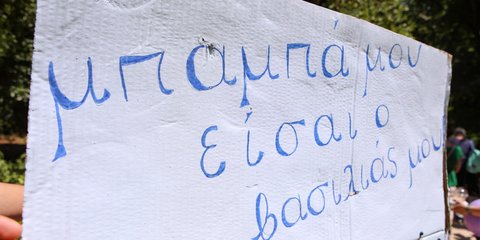 μπαμπά μου
είσαι ο
βασιλιάς μου